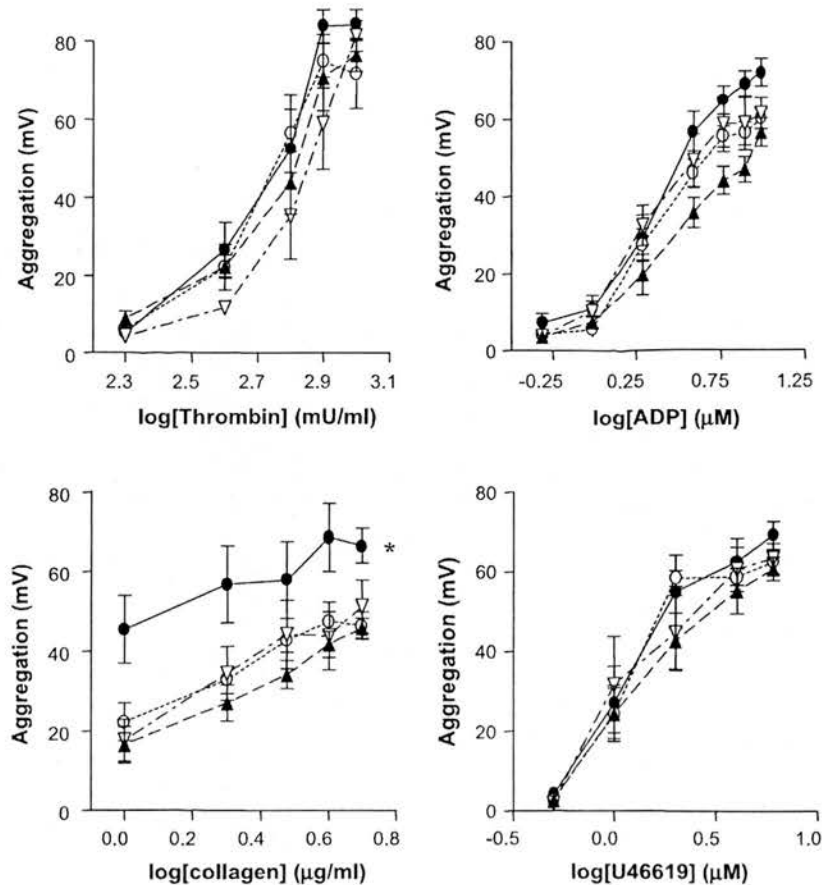 80
60
40
20
0
Aggregation (mV)
2.3 2.5 2.7 2.9 3.1
log[Thrombin] (mU/ml)
80
60
40
20
0
Aggregation (mV)
-0.25 0.25 0.75 1.25
log[ADP] (μM)
80
60
40
20
0
Aggregation (mV)
*
0.0 0.2 0.4 0.6 0.8
log[collagen] (μg/ml)
80
60
40
20
0
Aggregation (mV)
-0.5 0.0 0.5 1.0
log[U46619] (μM)